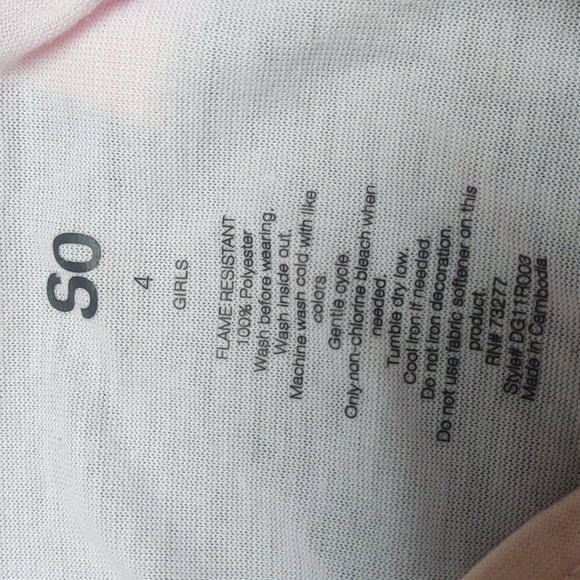 SO
4
GIRLS
FLAME RESISTANT
100% Polyester
Wash before wearing.
Wash inside out.
Machine wash cold with like
colors.
Gentle cycle.
Only non-chlorine bleach when
needed.
Tumble dry low.
Cool Iron if needed.
Do not iron decoration.
Do not use fabric softener on this
product.
RN# 73277
Style# DG11R003
Made in Cambodia